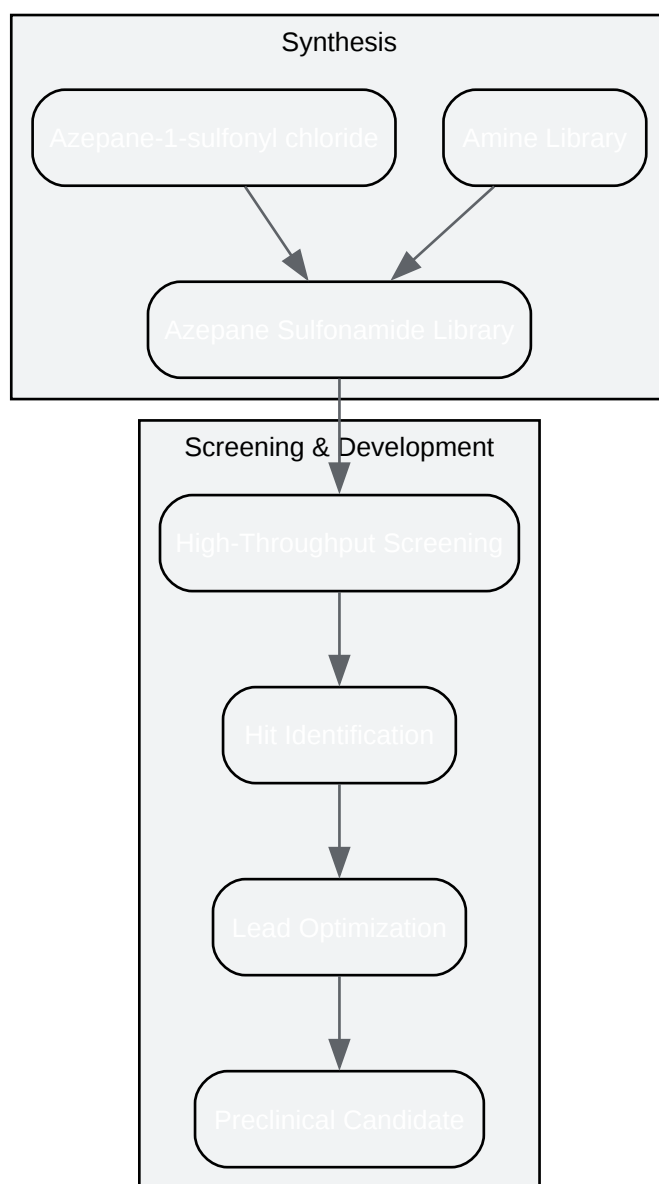 Synthesis
Azepane-1-sulfonyl chloride
Amine Library
Azepane Sulfonamide Library
Screening & Development
High-Throughput Screening
Hit Identification
Lead Optimization
Preclinical Candidate